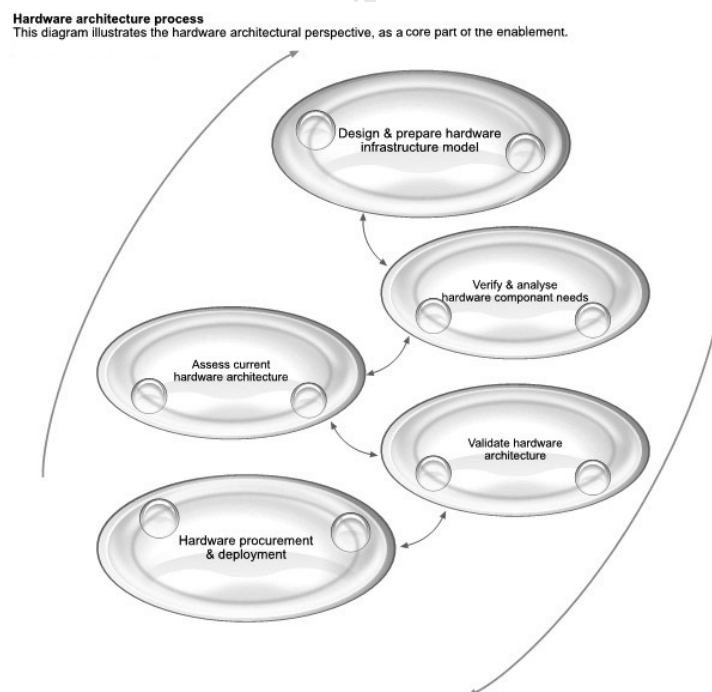 Hardware architecture process
This diagram illustrates the hardware architectural perspective, as a core part of the enablement.
Design & prepare hardware
infrastructure model
Verify & analyse
hardware componant needs
Assess current
hardware architecture
Validate hardware
architecture
Hardware procurement
& deployment